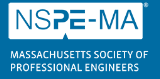 NSPE-MA®
MASSACHUSETTS SOCIETY OF
PROFESSIONAL ENGINEERS